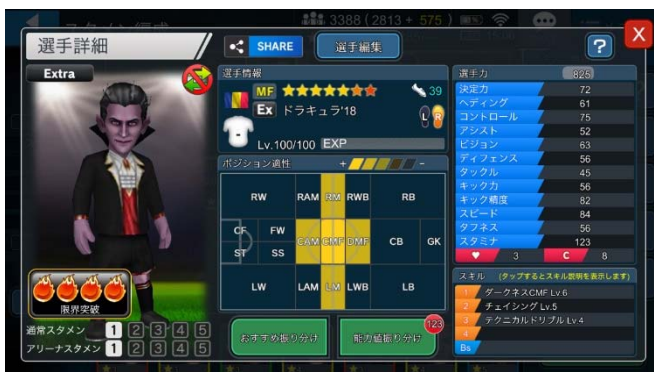 スタメン編成
3388 ( 2813 + 575 )
選手詳細
SHARE
選手編集
?
X
Extra
選手情報
MF
39
Ex ドラキュラ'18
L R
-
Lv.100/100 EXP
ポジション適性
+ -
RW RAM RM RWB RB
CF FW
CAM CMF DMF CB GK
ST SS
LW LAM LM LWB LB
限界突破
通常スタメン 1 2 3 4 5
アリーナスタメン 1 2 3 4 5
おすすめ振り分け
能力値振り分け
123
選手力 825
決定力 72
ヘディング 61
コントロール 75
アシスト 52
ビジョン 63
ディフェンス 56
タックル 45
キック力 56
キック精度 82
スピード 84
タフネス 56
スタミナ 123
♥ 3 C 8
スキル (タップするとスキル説明を表示します)
1 ダークネスCMF Lv.6
2 チェイシング Lv.5
3 テクニカルドリブル Lv.4
4
Bs